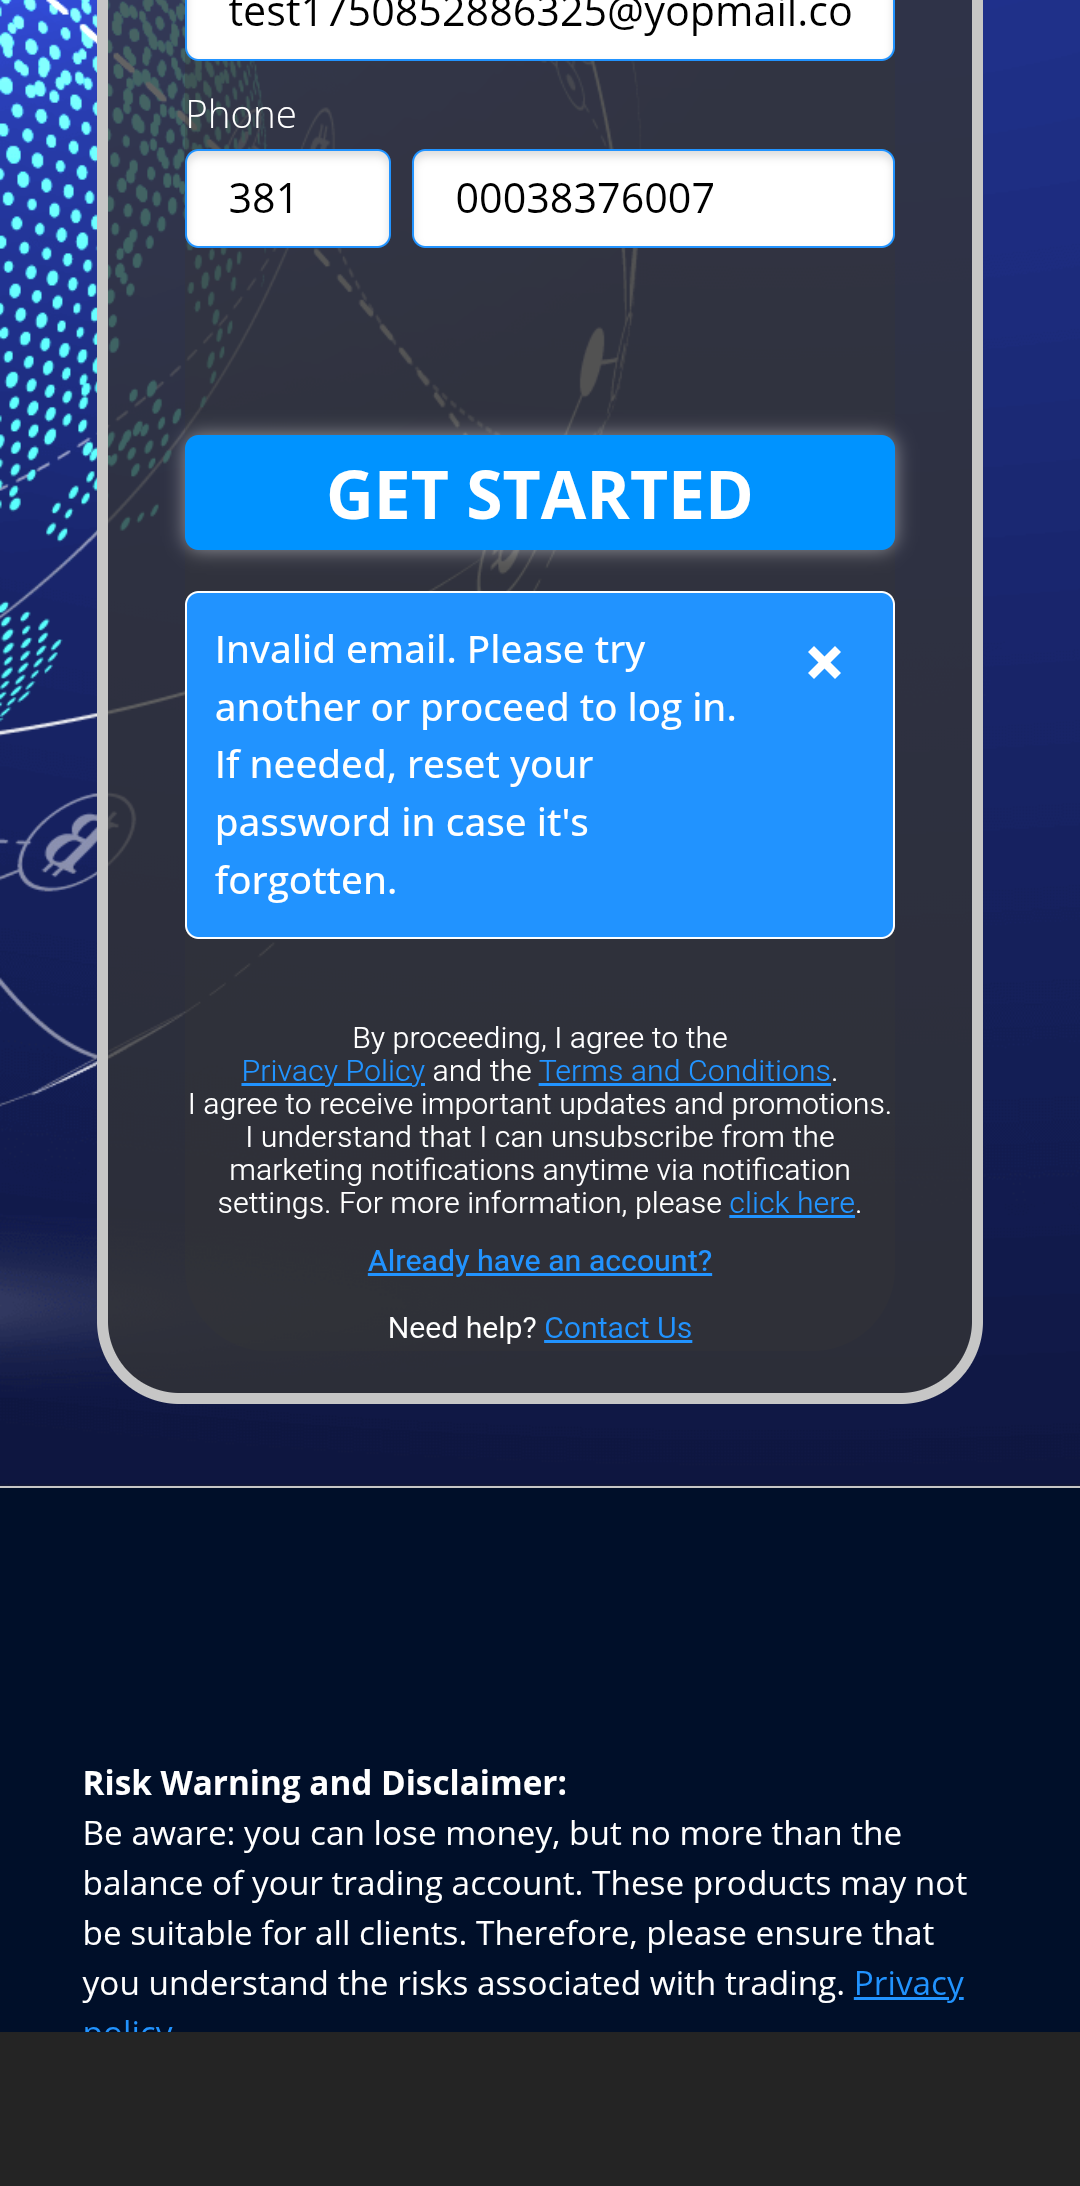 test1750852886325@yopmail.co
Phone
381
00038376007
GET STARTED
Invalid email. Please try
another or proceed to log in.
If needed, reset your
password in case it's
forgotten.
By proceeding, I agree to the
Privacy Policy and the Terms and Conditions.
I agree to receive important updates and promotions.
I understand that I can unsubscribe from the
marketing notifications anytime via notification
settings. For more information, please click here.
Already have an account?
Need help? Contact Us
Risk Warning and Disclaimer:
Be aware: you can lose money, but no more than the
balance of your trading account. These products may not
be suitable for all clients. Therefore, please ensure that
you understand the risks associated with trading. Privacy
policy